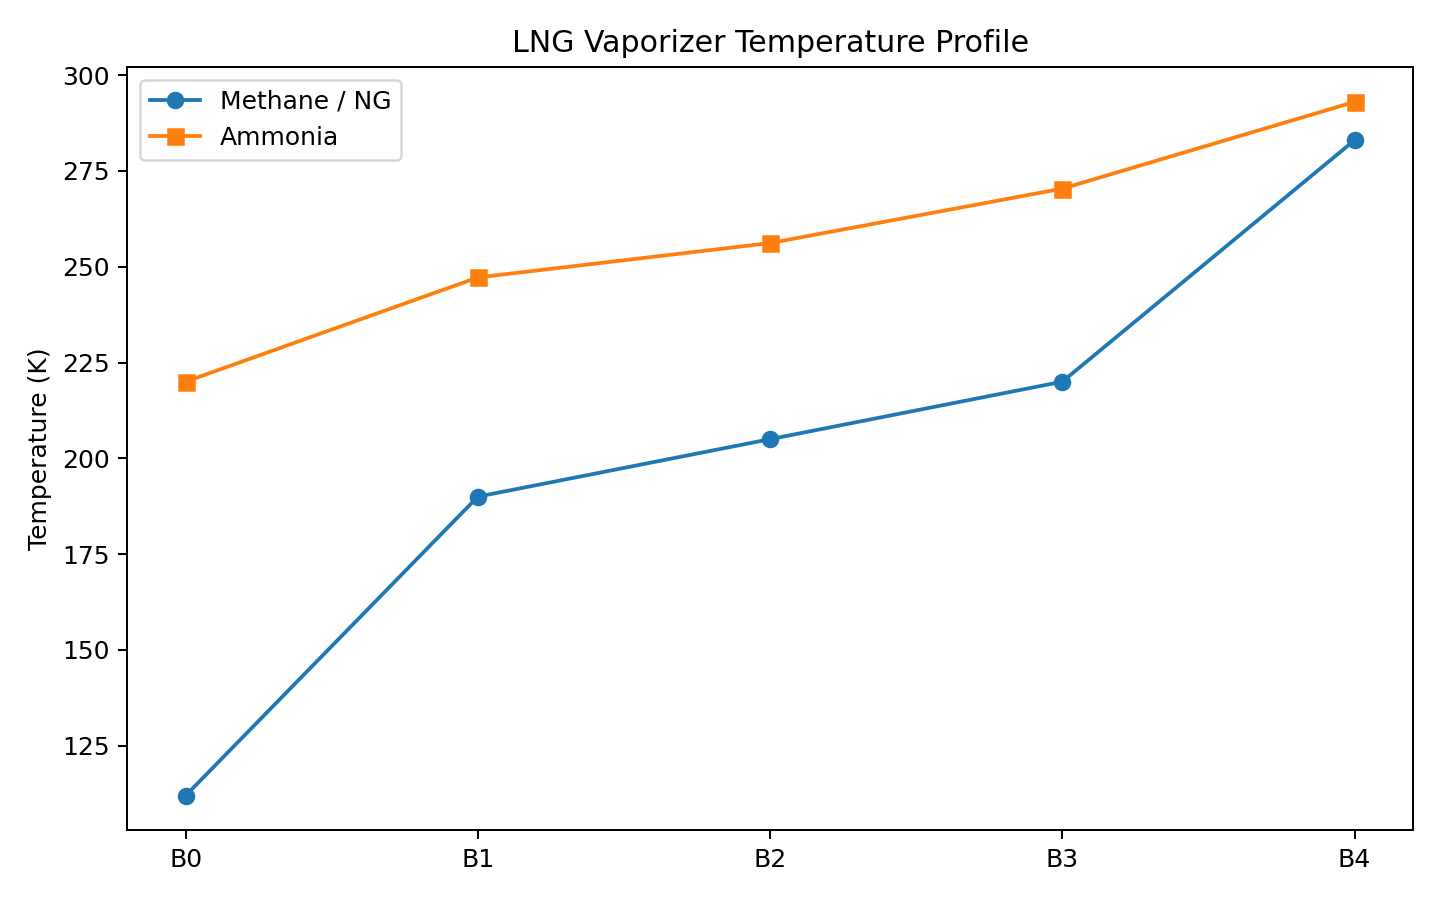 LNG Vaporizer Temperature Profile
Methane / NG
Ammonia
Temperature (K)
300
275
250
225
200
175
150
125
B0 B1 B2 B3 B4